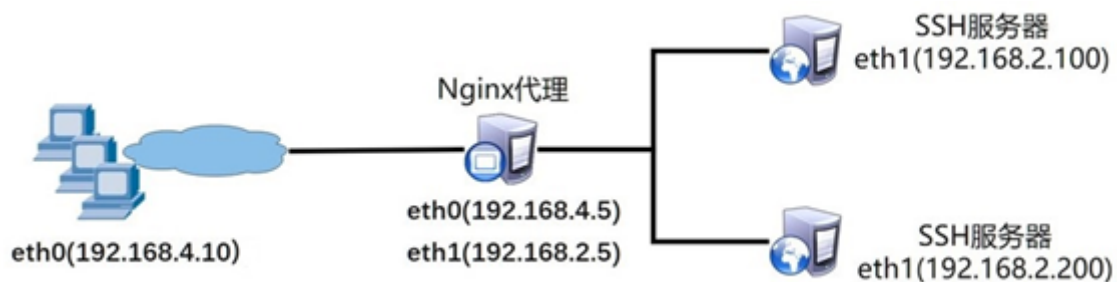 SSH服务器
eth1(192.168.2.100)
Nginx代理
eth0(192.168.4.5)
eth1(192.168.2.5)
eth0(192.168.4.10)
SSH服务器
eth1(192.168.2.200)